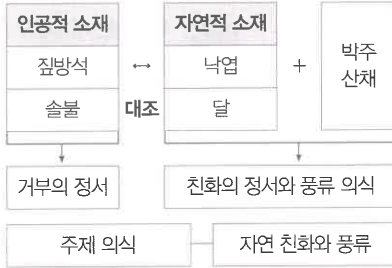 인공적 소재 자연적 소재 박주
짚방석 ↔ 낙엽 + 산채
솔불 대조 달
거부의 정서 친화의 정서와 풍류 의식
주제 의식 자연 친화와 풍류